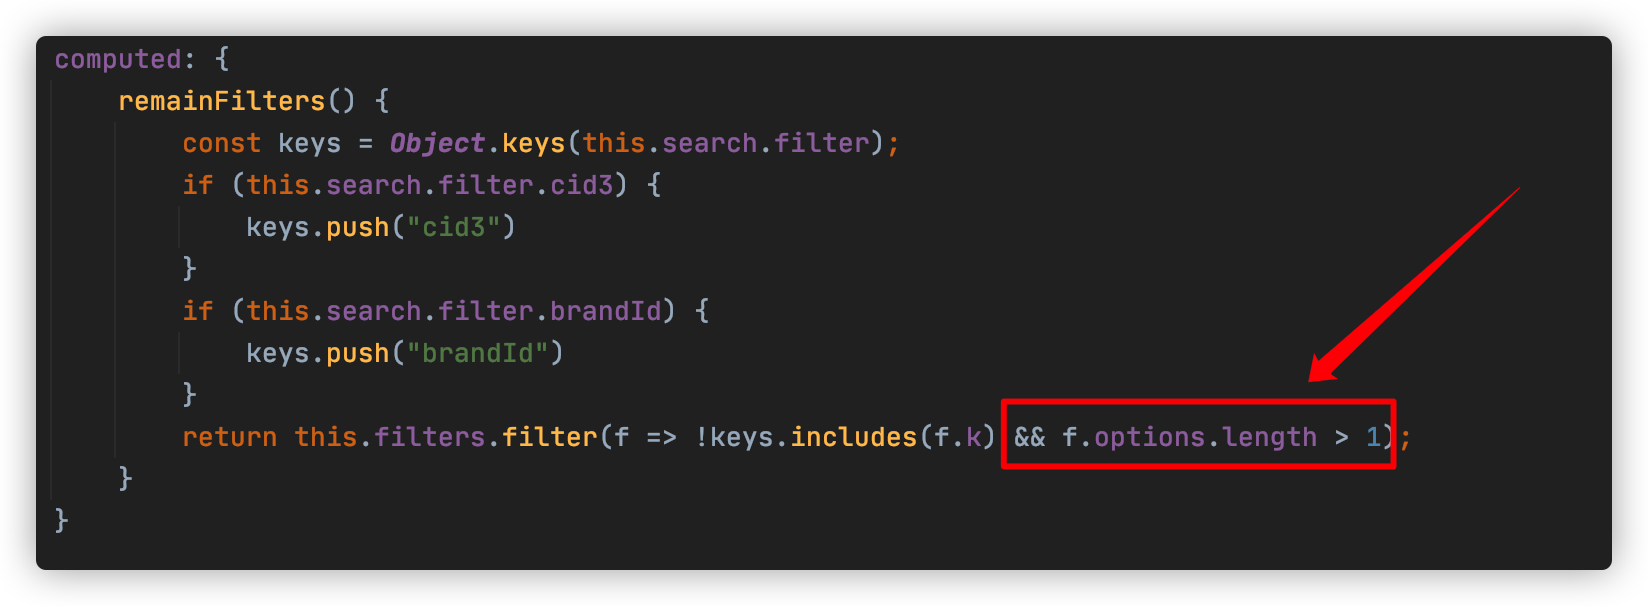 computed: {
remainFilters() {
const keys = Object.keys(this.search.filter);
if (this.search.filter.cid3) {
keys.push("cid3")
}
if (this.search.filter.brandId) {
keys.push("brandId")
}
return this.filters.filter(f => !keys.includes(f.k) && f.options.length > 1);
}
}